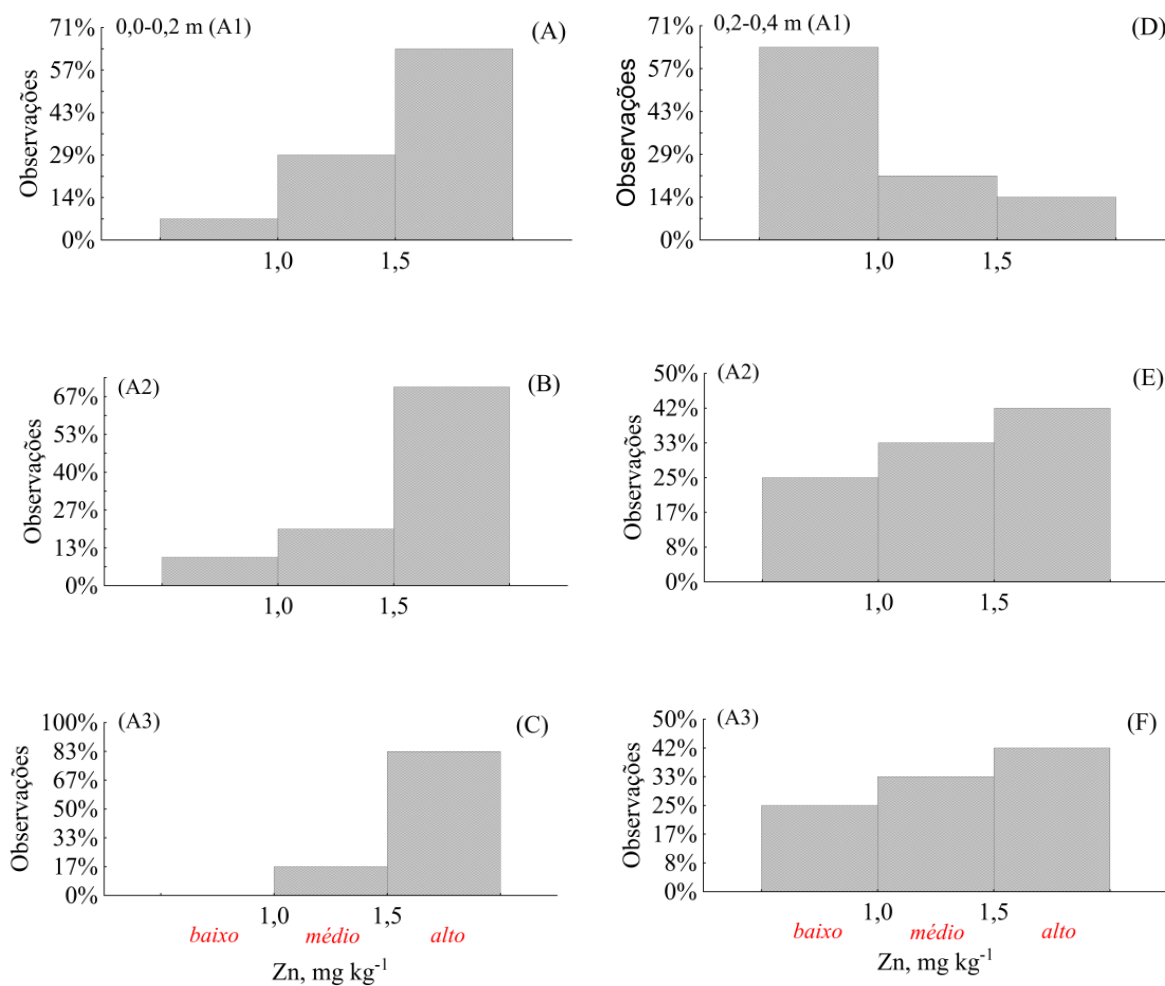 0,0-0,2 m (A1)
(A)
71%
57%
43%
29%
14%
0%
Observações
1,0
1,5
0,2-0,4 m (A1)
(D)
71%
57%
43%
29%
14%
0%
Observações
1,0
1,5
(A2)
(B)
67%
53%
40%
27%
13%
0%
Observações
1,0
1,5
(A2)
(E)
50%
42%
33%
25%
17%
8%
0%
Observações
1,0
1,5
(A3)
(C)
100%
83%
67%
50%
33%
17%
0%
Observações
1,0
1,5
baixo
médio
alto
Zn, mg kg⁻¹
(A3)
(F)
50%
42%
33%
25%
17%
8%
0%
Observações
1,0
1,5
baixo
médio
alto
Zn, mg kg⁻¹